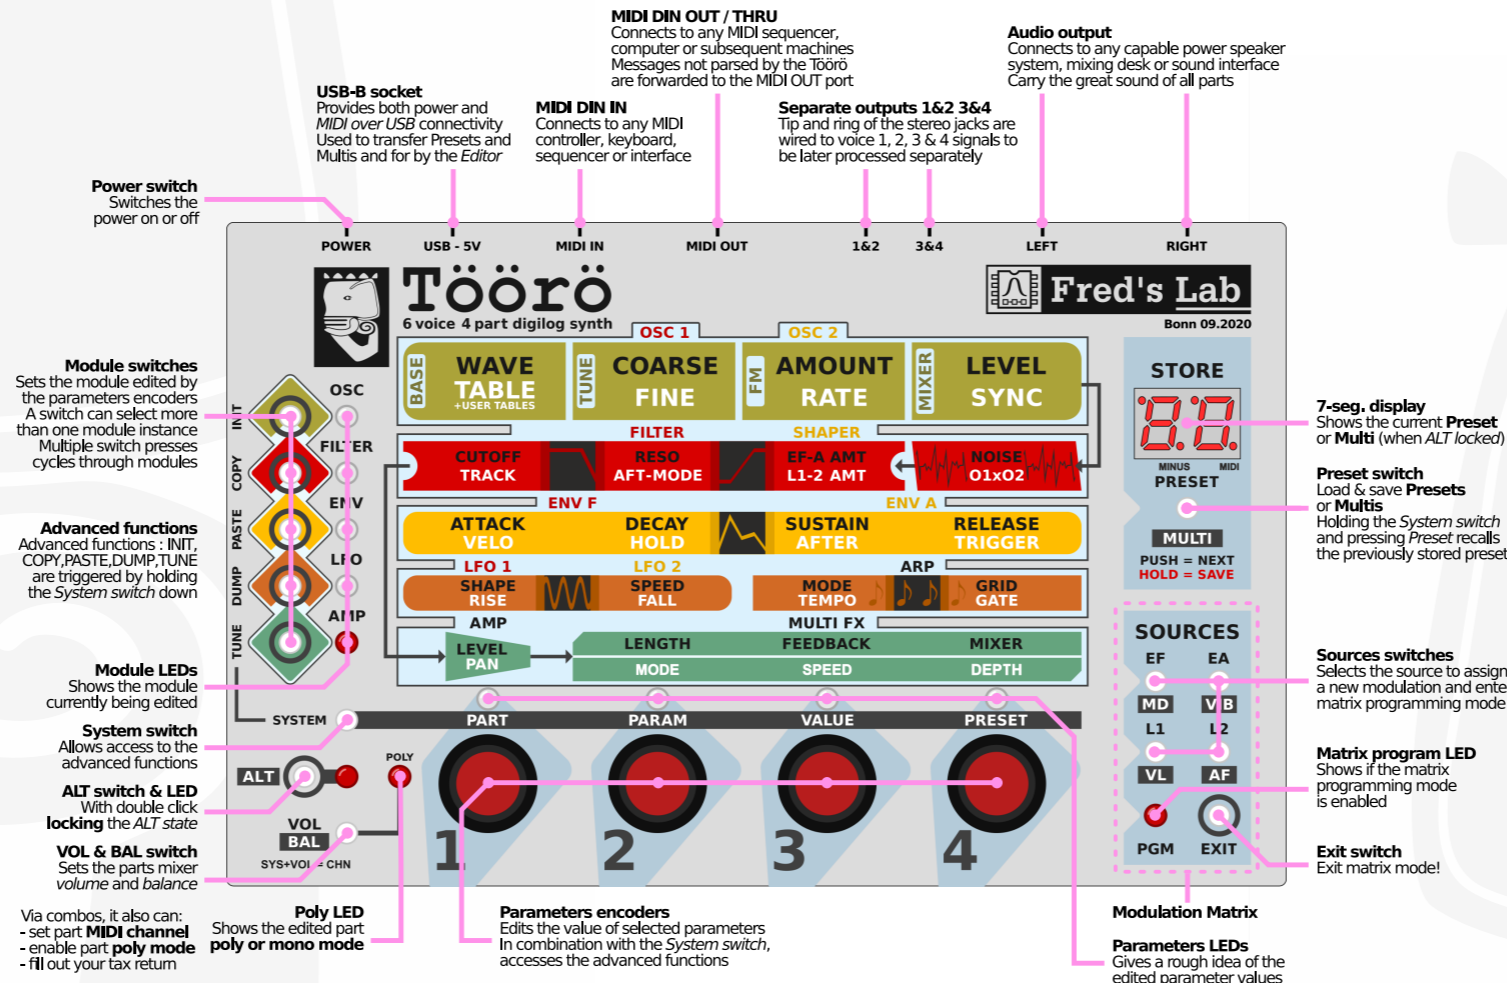 MIDI DIN OUT / THRU
Connects to any MIDI sequencer,
computer or subsequent machines
Messages not parsed by the Töörö
are forwarded to the MIDI OUT port
Audio output
Connects to any capable power speaker
system, mixing desk or sound interface
Carry the great sound of all parts
USB-B socket
Provides both power and
MIDI over USB connectivity
Used to transfer Presets and
Multis and for by the Editor
MIDI DIN IN
Connects to any MIDI
controller, keyboard,
sequencer or interface
Separate outputs 1&2 3&4
Tip and ring of the stereo jacks are
wired to voice 1, 2, 3 & 4 signals to
be later processed separately
Power switch
Switches the
power on or off
POWER
USB - 5V
MIDI IN
MIDI OUT
1&2
3&4
LEFT
RIGHT
Töörö
6 voice 4 part digilog synth
Fred's Lab
Bonn 09.2020
OSC 1
OSC 2
BASE
WAVE
TABLE
+USER TABLES
TUNE
COARSE
FINE
FM
AMOUNT
RATE
MIXER
LEVEL
SYNC
FILTER
SHAPER
CUTOFF
TRACK
RESO
AFT-MODE
EF-A AMT
L1-2 AMT
NOISE
O1xO2
ENV F
ENV A
ATTACK
VELO
DECAY
HOLD
SUSTAIN
AFTER
RELEASE
TRIGGER
LFO 1
LFO 2
ARP
SHAPE
RISE
SPEED
FALL
MODE
TEMPO
GRID
GATE
AMP
MULTI FX
LEVEL
PAN
LENGTH
FEEDBACK
MIXER
MODE
SPEED
DEPTH
Module switches
Sets the module edited by
the parameters encoders
A switch can select more
than one module instance
Multiple switch presses
cycles through modules
Advanced functions
Advanced functions : INIT,
COPY,PASTE,DUMP,TUNE
are triggered by holding
the System switch down
Module LEDs
Shows the module
currently being edited
System switch
Allows access to the
advanced functions
ALT switch & LED
With double click
locking the ALT state
VOL & BAL switch
Sets the parts mixer
volume and balance
Via combos, it also can:
- set part MIDI channel
- enable part poly mode
- fill out your tax return
INIT
COPY
PASTE
DUMP
TUNE
OSC
FILTER
ENV
LFO
AMP
SYSTEM
PART
PARAM
VALUE
PRESET
ALT
POLY
VOL
BAL
SYS+VOL = CHN
1
2
3
4
STORE
8.8.
MINUS
MIDI
PRESET
MULTI
PUSH = NEXT
HOLD = SAVE
SOURCES
EF
EA
MD
VIB
L1
L2
VL
AF
PGM
EXIT
7-seg. display
Shows the current Preset
or Multi (when ALT locked)
Preset switch
Load & save Presets
or Multis
Holding the System switch
and pressing Preset recalls
the previously stored preset
Sources switches
Selects the source to assign
a new modulation and ente
matrix programming mode
Matrix program LED
Shows if the matrix
programming mode
is enabled
Exit switch
Exit matrix mode!
Modulation Matrix
Parameters LEDs
Gives a rough idea of the
edited parameter values
Poly LED
Shows the edited part
poly or mono mode
Parameters encoders
Edits the value of selected parameters
In combination with the System switch,
accesses the advanced functions